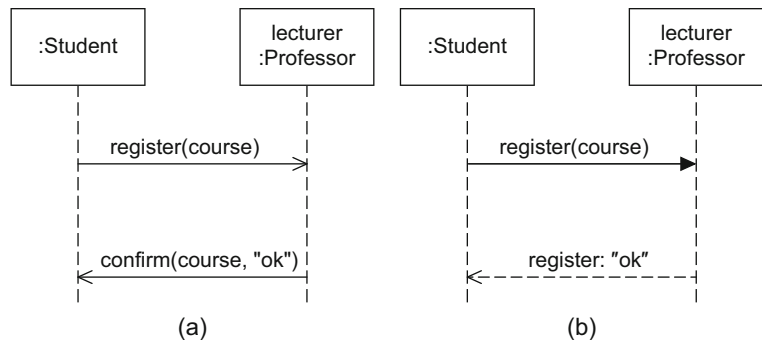 :Student
lecturer
:Professor
:Student
lecturer
:Professor
register(course)
register(course)
confirm(course, "ok")
register: "ok"
(a)
(b)